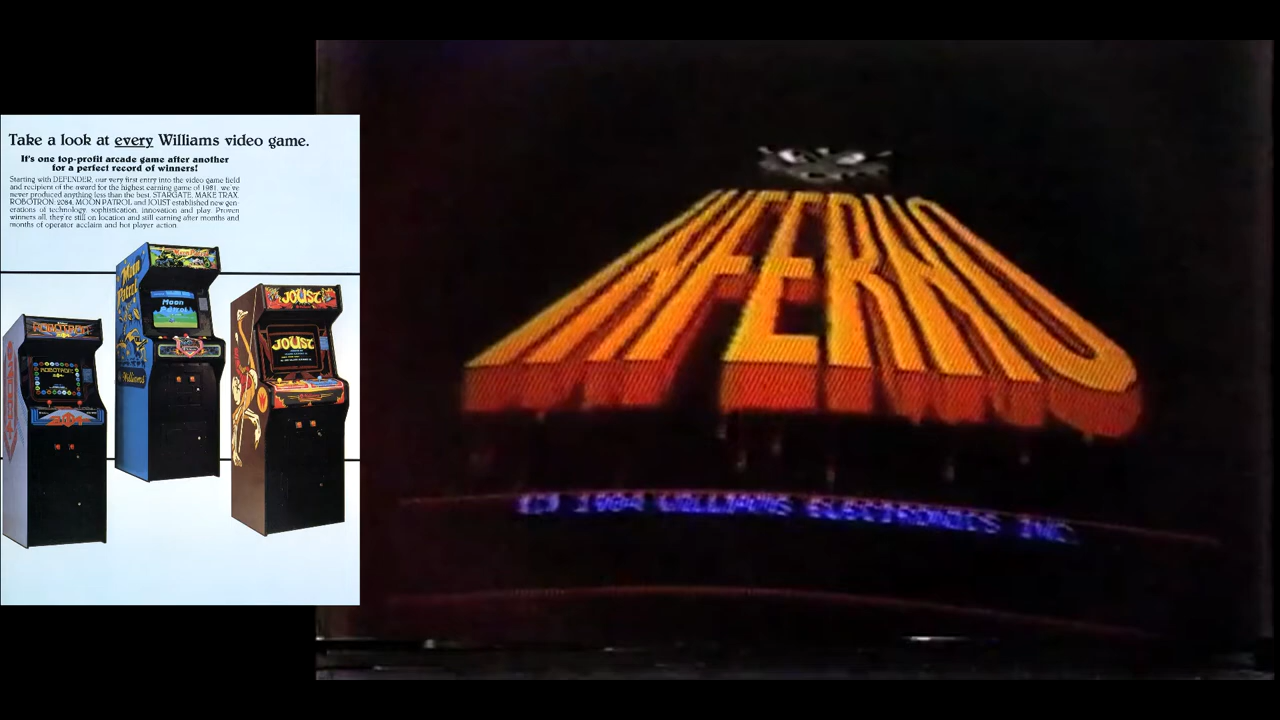 Take a look at every Williams video game.
It's one top-profit arcade game after another
for a perfect record of winners!
Starting with DEFENDER, our very first entry into the video game field
and recipient of the award for the highest earning game of 1981, we've
never produced anything less than the best. STARGATE, MAKE TRAX,
ROBOTRON: 2084, MOON PATROL and JOUST established new gen-
erations of technology, sophistication, innovation and play. Proven
winners all, they're still on location and still earning after months and
months of operator acclaim and hot player action.
Moon
Patrol
Moon
Patrol
Williams
JOUST
JOUST
ROBOTRON
ROBOTRON
2084
INFERNO
(C) 1984 WILLIAMS ELECTRONICS INC.